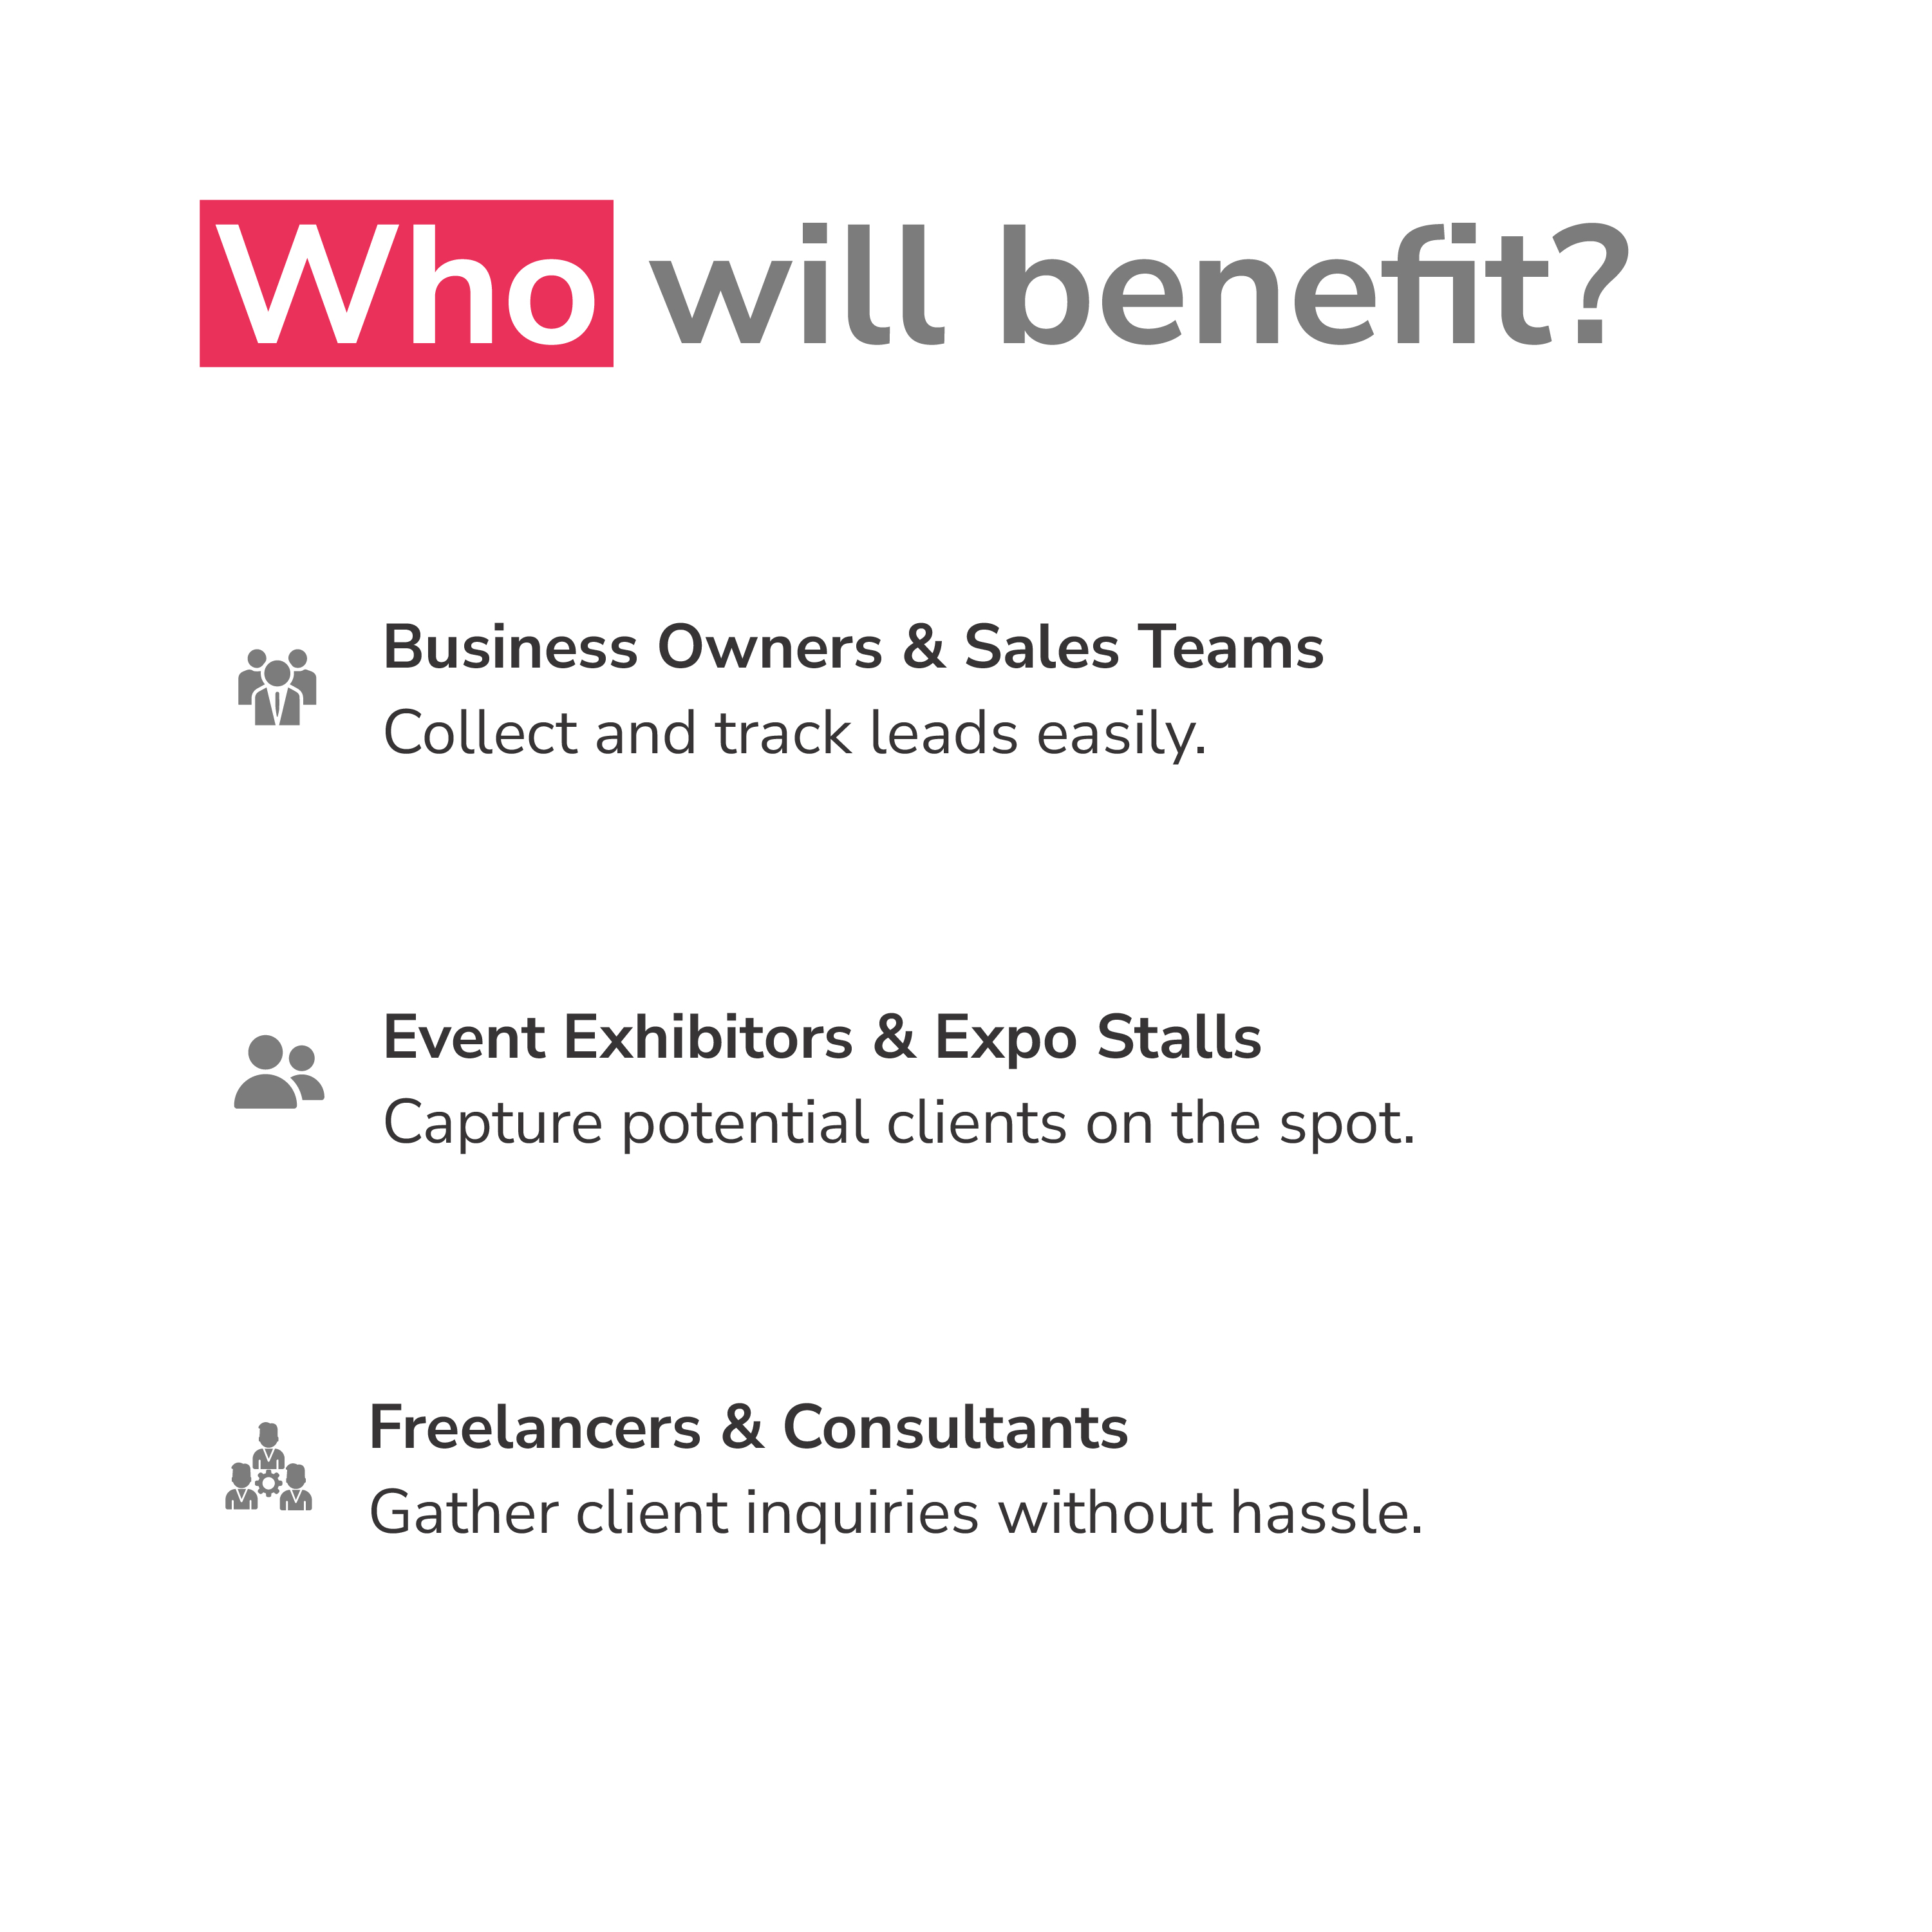 Who will benefit?
Business Owners & Sales Teams
Collect and track leads easily.
Event Exhibitors & Expo Stalls
Capture potential clients on the spot.
Freelancers & Consultants
Gather client inquiries without hassle.